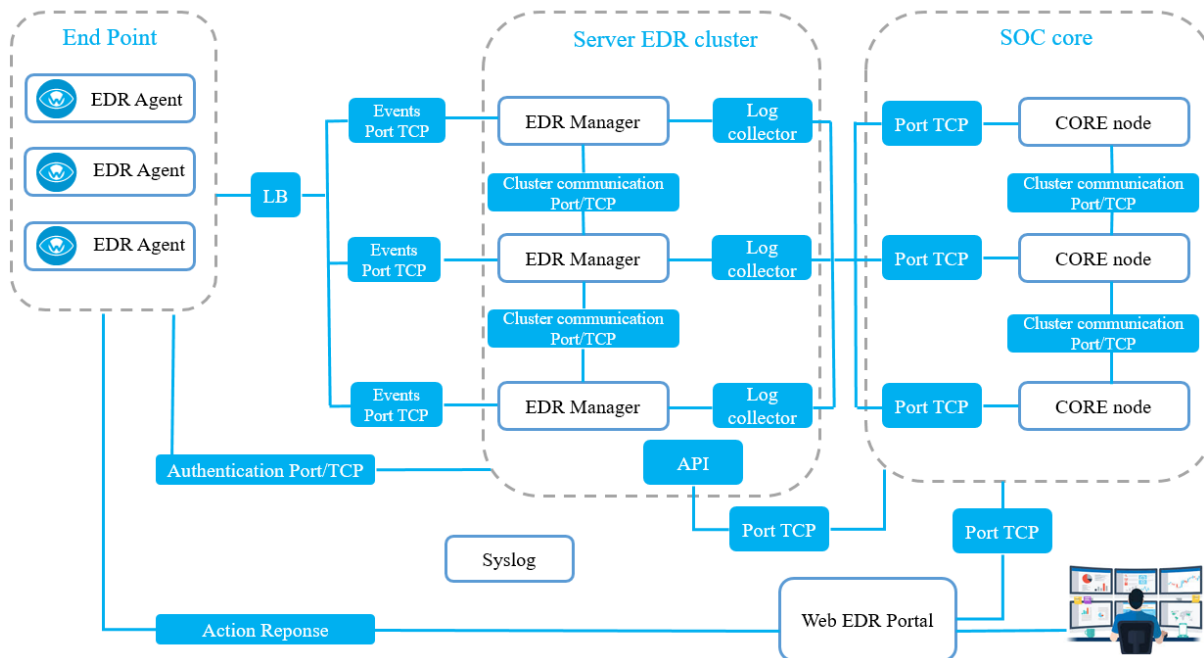 End Point
Server EDR cluster
SOC core
EDR Agent
EDR Agent
EDR Agent
LB
Events
Port TCP
Events
Port TCP
Events
Port TCP
EDR Manager
Cluster communication
Port/TCP
EDR Manager
Cluster communication
Port/TCP
EDR Manager
Log
collector
Log
collector
Log
collector
Port TCP
Port TCP
Port TCP
CORE node
Cluster communication
Port/TCP
CORE node
Cluster communication
Port/TCP
CORE node
Authentication Port/TCP
API
Port TCP
Port TCP
Syslog
Action Reponse
Web EDR Portal